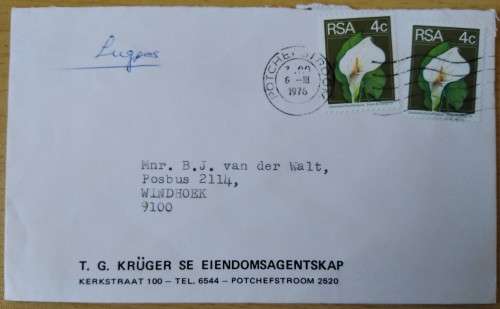 Lugpos
RSA 4c
RSA 4c
POTCHEFSTROOM
6 -III
1976
Mnr. B.J. van der Walt,
Posbus 2114,
WINDHOEK
9100
T. G. KRÜGER SE EIENDOMSAGENTSKAP
KERKSTRAAT 100 — TEL. 6544 — POTCHEFSTROOM 2520